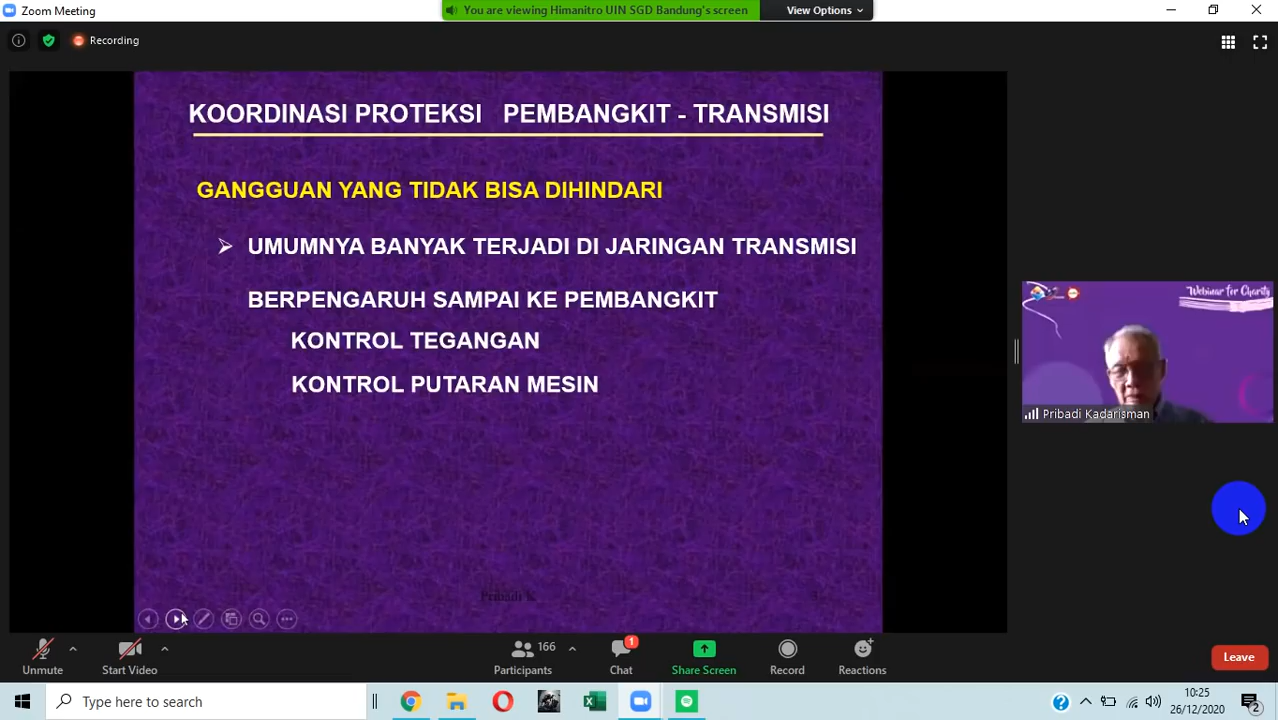 Zoom Meeting
You are viewing Himanitro UIN SGD Bandung's screen
View Options
Recording
KOORDINASI PROTEKSI PEMBANGKIT - TRANSMISI
GANGGUAN YANG TIDAK BISA DIHINDARI
➢ UMUMNYA BANYAK TERJADI DI JARINGAN TRANSMISI
BERPENGARUH SAMPAI KE PEMBANGKIT
KONTROL TEGANGAN
KONTROL PUTARAN MESIN
Webinar for Charity
Pribadi Kadarisman
Pribadi K
3
Unmute
Start Video
166
Participants
1
Chat
Share Screen
Record
Reactions
Leave
Type here to search
10:25
26/12/2020
2